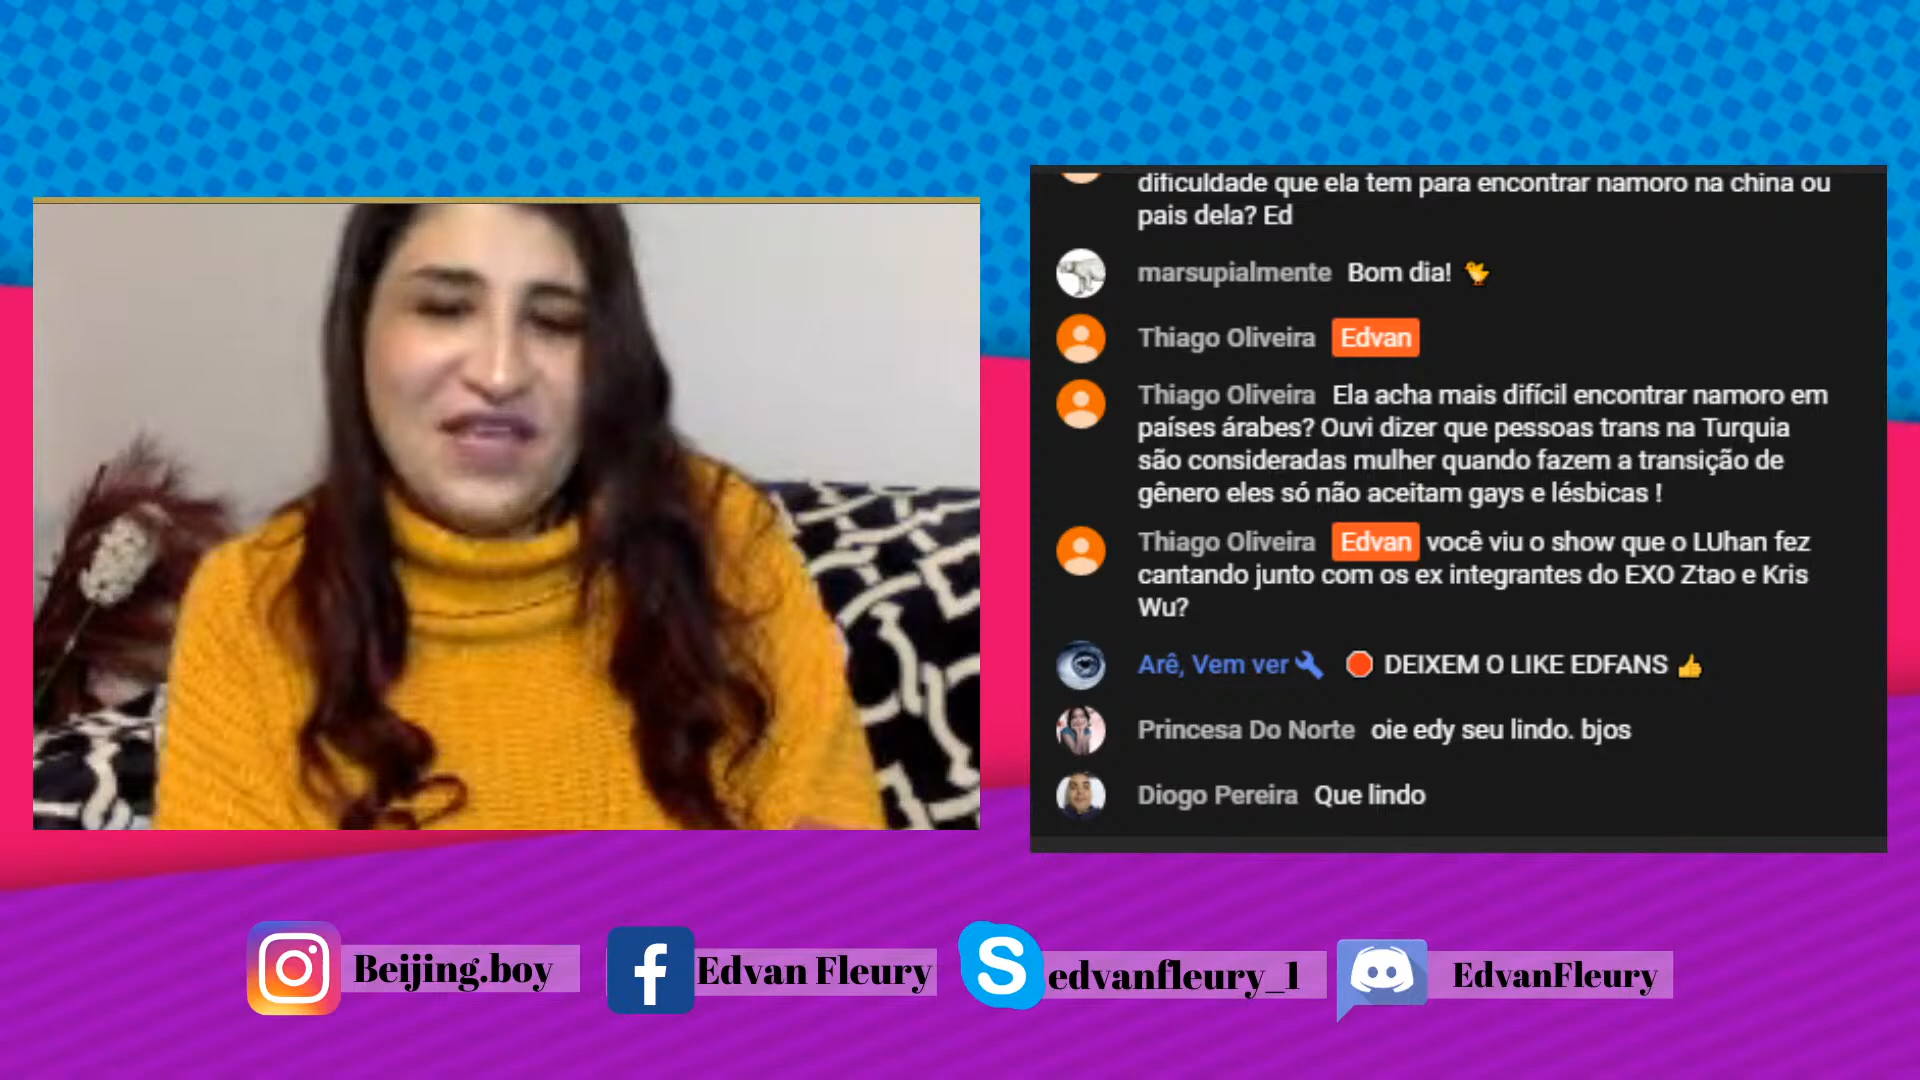 dificuldade que ela tem para encontrar namoro na china ou
pais dela? Ed
marsupialmente Bom dia! 🐤
Thiago Oliveira Edvan
Thiago Oliveira Ela acha mais difícil encontrar namoro em
países árabes? Ouvi dizer que pessoas trans na Turquia
são consideradas mulher quando fazem a transição de
gênero eles só não aceitam gays e lésbicas !
Thiago Oliveira Edvan você viu o show que o LUhan fez
cantando junto com os ex integrantes do EXO Ztao e Kris
Wu?
Arê, Vem ver 🔧 🛑 DEIXEM O LIKE EDFANS 👍
Princesa Do Norte oie edy seu lindo. bjos
Diogo Pereira Que lindo
Beijing.boy
Edvan Fleury
edvanfleury_1
EdvanFleury